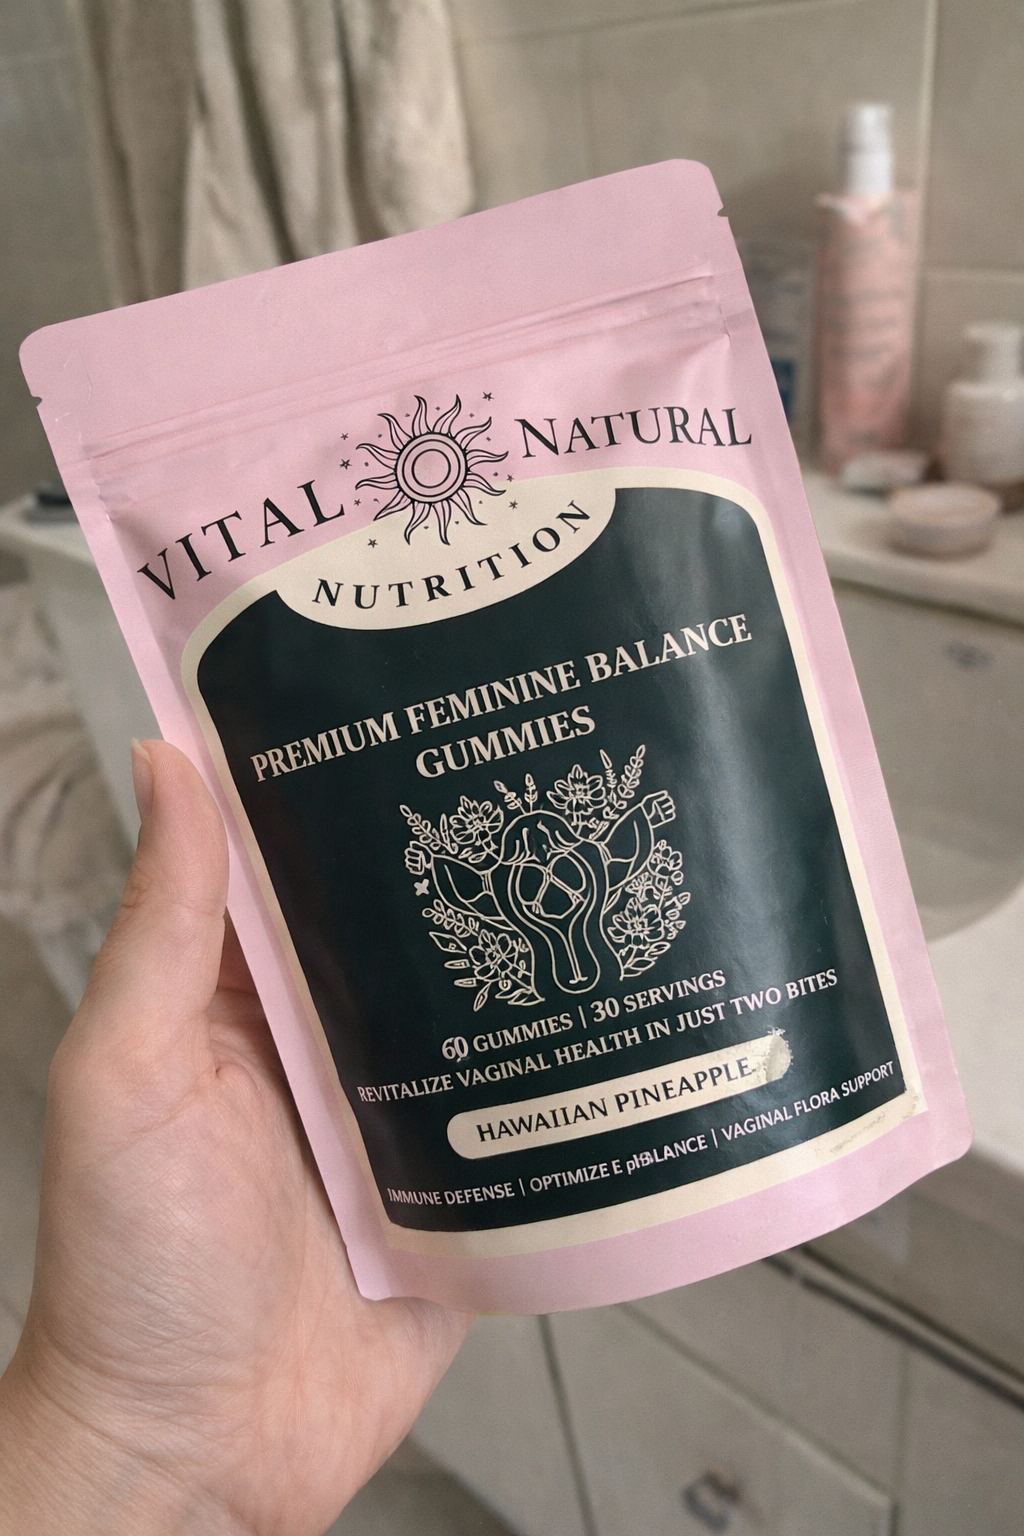 VITAL NATURAL
NUTRITION
PREMIUM FEMININE BALANCE
GUMMIES
60 GUMMIES | 30 SERVINGS
REVITALIZE VAGINAL HEALTH IN JUST TWO BITES
HAWAIIAN PINEAPPLE
IMMUNE DEFENSE | OPTIMIZE E pHBALANCE | VAGINAL FLORA SUPPORT